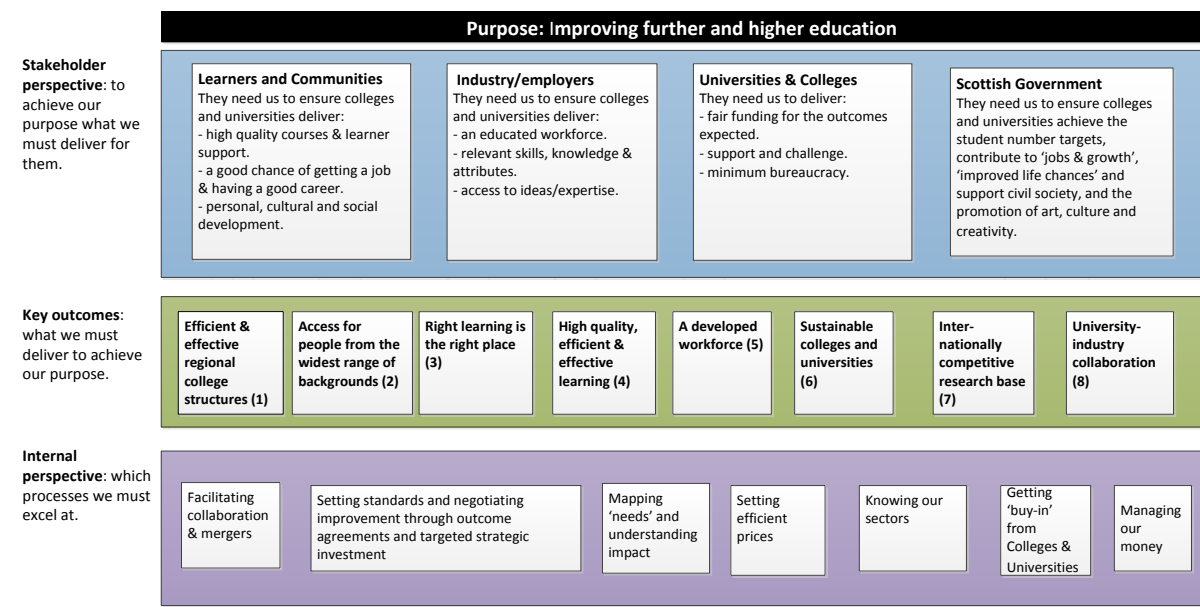 Purpose: Improving further and higher education
Stakeholder
perspective: to
achieve our
purpose what we
must deliver for
them.
Learners and Communities
They need us to ensure colleges
and universities deliver:
- high quality courses & learner
support.
- a good chance of getting a job
& having a good career.
- personal, cultural and social
development.
Industry/employers
They need us to ensure colleges
and universities deliver:
- an educated workforce.
- relevant skills, knowledge &
attributes.
- access to ideas/expertise.
Universities & Colleges
They need us to deliver:
- fair funding for the outcomes
expected.
- support and challenge.
- minimum bureaucracy.
Scottish Government
They need us to ensure colleges
and universities achieve the
student number targets,
contribute to ‘jobs & growth’,
‘improved life chances’ and
support civil society, and the
promotion of art, culture and
creativity.
Key outcomes:
what we must
deliver to achieve
our purpose.
Efficient &
effective
regional
college
structures (1)
Access for
people from the
widest range of
backgrounds (2)
Right learning is
the right place
(3)
High quality,
efficient &
effective
learning (4)
A developed
workforce (5)
Sustainable
colleges and
universities
(6)
Inter-
nationally
competitive
research base
(7)
University-
industry
collaboration
(8)
Internal
perspective: which
processes we must
excel at.
Facilitating
collaboration
& mergers
Setting standards and negotiating
improvement through outcome
agreements and targeted strategic
investment
Mapping
‘needs’ and
understanding
impact
Setting
efficient
prices
Knowing our
sectors
Getting
‘buy-in’
from
Colleges &
Universities
Managing
our
money